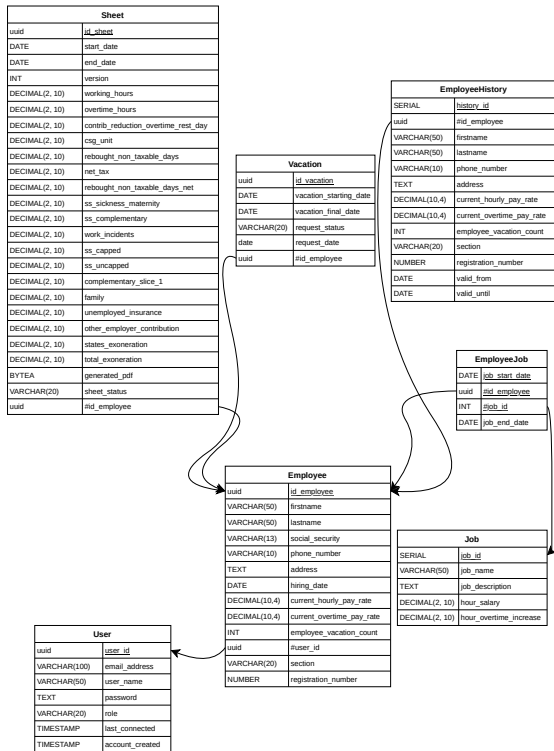 Sheet
uuid id_sheet
DATE start_date
DATE end_date
INT version
DECIMAL(2, 10) working_hours
DECIMAL(2, 10) overtime_hours
DECIMAL(2, 10) contrib_reduction_overtime_rest_day
DECIMAL(2, 10) csg_unit
DECIMAL(2, 10) rebought_non_taxable_days
DECIMAL(2, 10) net_tax
DECIMAL(2, 10) rebought_non_taxable_days_net
DECIMAL(2, 10) ss_sickness_maternity
DECIMAL(2, 10) ss_complementary
DECIMAL(2, 10) work_incidents
DECIMAL(2, 10) ss_capped
DECIMAL(2, 10) ss_uncapped
DECIMAL(2, 10) complementary_slice_1
DECIMAL(2, 10) family
DECIMAL(2, 10) unemployed_insurance
DECIMAL(2, 10) other_employer_contribution
DECIMAL(2, 10) states_exoneration
DECIMAL(2, 10) total_exoneration
BYTEA generated_pdf
VARCHAR(20) sheet_status
uuid #id_employee
Vacation
uuid id_vacation
DATE vacation_starting_date
DATE vacation_final_date
VARCHAR(20) request_status
date request_date
uuid #id_employee
EmployeeHistory
SERIAL history_id
uuid #id_employee
VARCHAR(50) firstname
VARCHAR(50) lastname
VARCHAR(10) phone_number
TEXT address
DECIMAL(10,4) current_hourly_pay_rate
DECIMAL(10,4) current_overtime_pay_rate
INT employee_vacation_count
VARCHAR(20) section
NUMBER registration_number
DATE valid_from
DATE valid_until
EmployeeJob
DATE job_start_date
uuid #id_employee
INT #job_id
DATE job_end_date
Employee
uuid id_employee
VARCHAR(50) firstname
VARCHAR(50) lastname
VARCHAR(13) social_security
VARCHAR(10) phone_number
TEXT address
DATE hiring_date
DECIMAL(10,4) current_hourly_pay_rate
DECIMAL(10,4) current_overtime_pay_rate
INT employee_vacation_count
uuid #user_id
VARCHAR(20) section
NUMBER registration_number
Job
SERIAL job_id
VARCHAR(50) job_name
TEXT job_description
DECIMAL(2, 10) hour_salary
DECIMAL(2, 10) hour_overtime_increase
User
uuid user_id
VARCHAR(100) email_address
VARCHAR(50) user_name
TEXT password
VARCHAR(20) role
TIMESTAMP last_connected
TIMESTAMP account_created